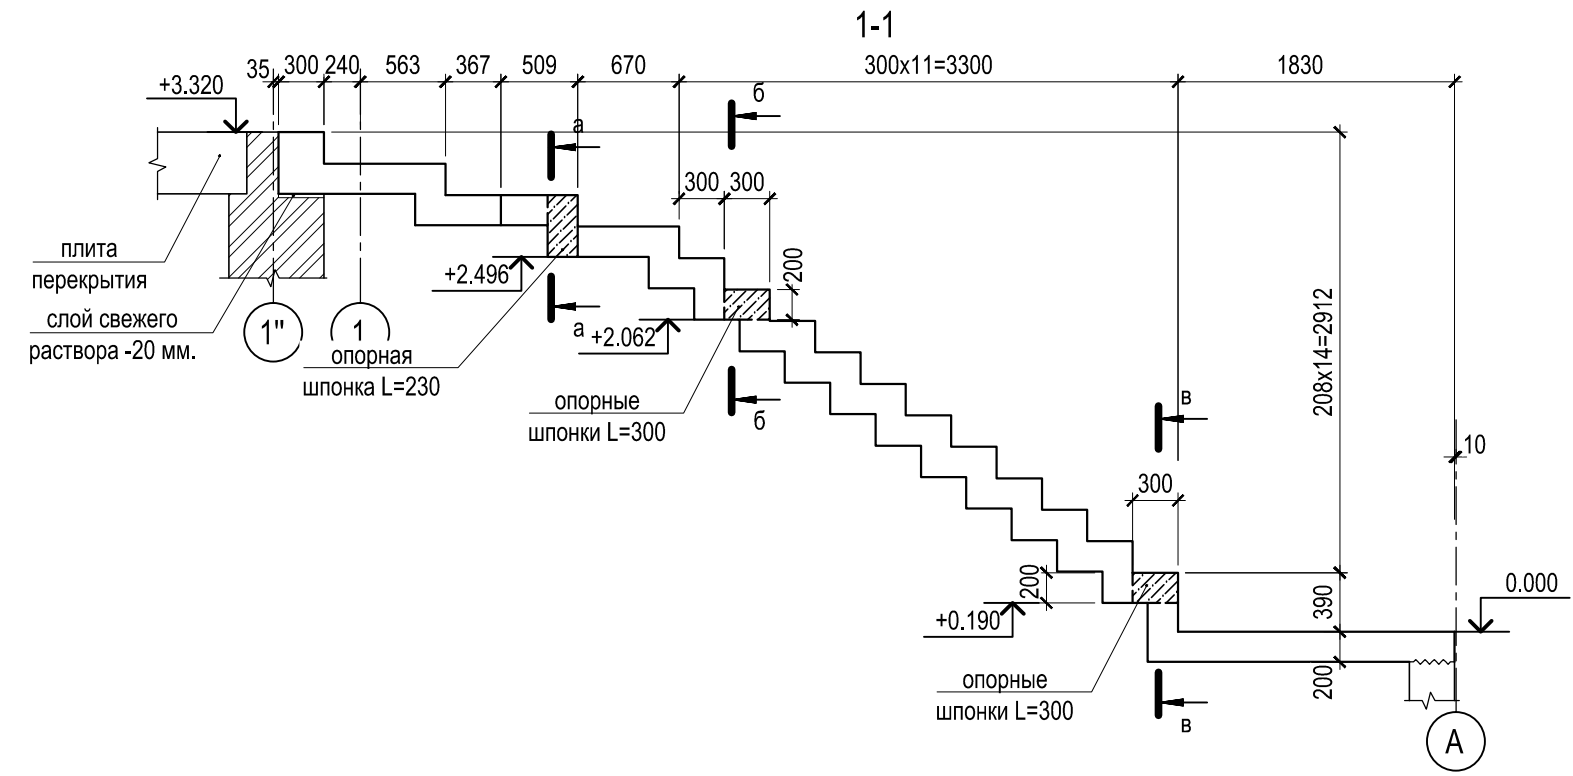 1-1
35 300 240 563 367 509 670 300x11=3300 1830
+3.320
а
б
300 300
200
плита
перекрытия
+2.496
слой свежего
раствора -20 мм.
1"
1
а
+2.062
опорная
шпонка L=230
опорные
шпонки L=300
б
в
208x14=2912
10
300
200
+0.190
390
0.000
200
опорные
шпонки L=300
в
А